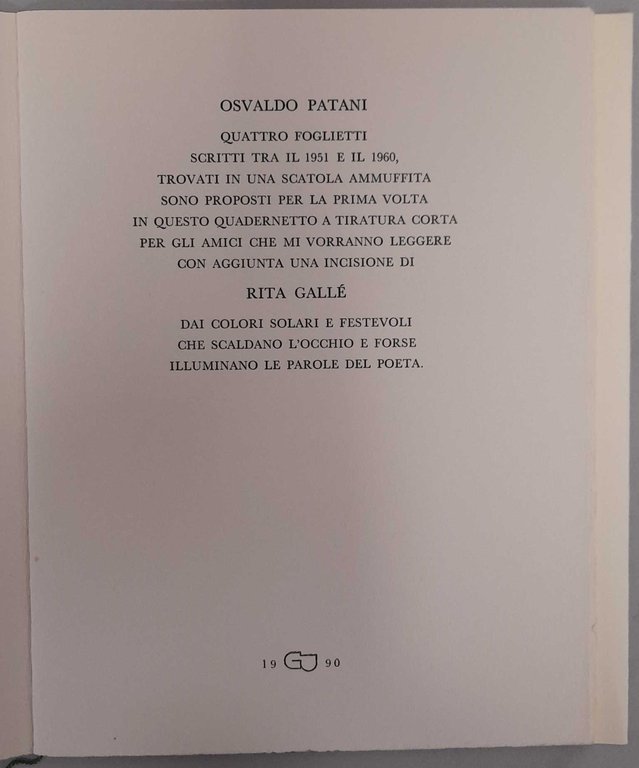 OSVALDO PATANI
QUATTRO FOGLIETTI
SCRITTI TRA IL 1951 E IL 1960,
TROVATI IN UNA SCATOLA AMMUFFITA
SONO PROPOSTI PER LA PRIMA VOLTA
IN QUESTO QUADERNETTO A TIRATURA CORTA
PER GLI AMICI CHE MI VORRANNO LEGGERE
CON AGGIUNTA UNA INCISIONE DI
RITA GALLÉ
DAI COLORI SOLARI E FESTEVOLI
CHE SCALDANO L'OCCHIO E FORSE
ILLUMINANO LE PAROLE DEL POETA.
19 90